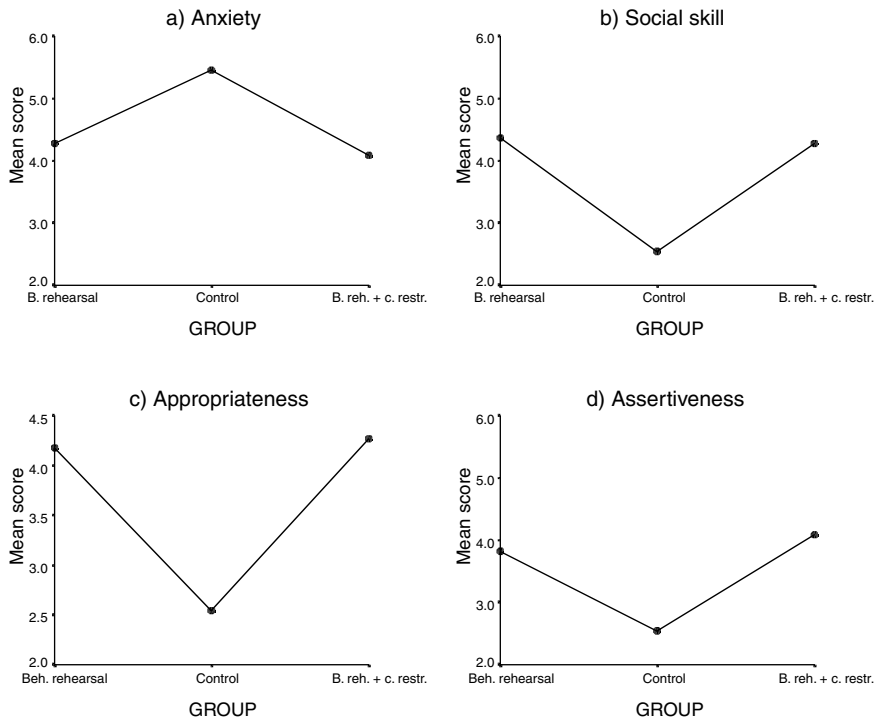 a) Anxiety
6.0
5.0
4.0
3.0
2.0
Mean score
B. rehearsal
Control
B. reh. + c. restr.
GROUP
b) Social skill
6.0
5.0
4.0
3.0
2.0
Mean score
B. rehearsal
Control
B. reh. + c. restr.
GROUP
c) Appropriateness
4.5
4.0
3.5
3.0
2.5
2.0
Mean score
Beh. rehearsal
Control
B. reh. + c. restr.
GROUP
d) Assertiveness
6.0
5.0
4.0
3.0
2.0
Mean score
Beh. rehearsal
Control
B. reh. + c. restr.
GROUP